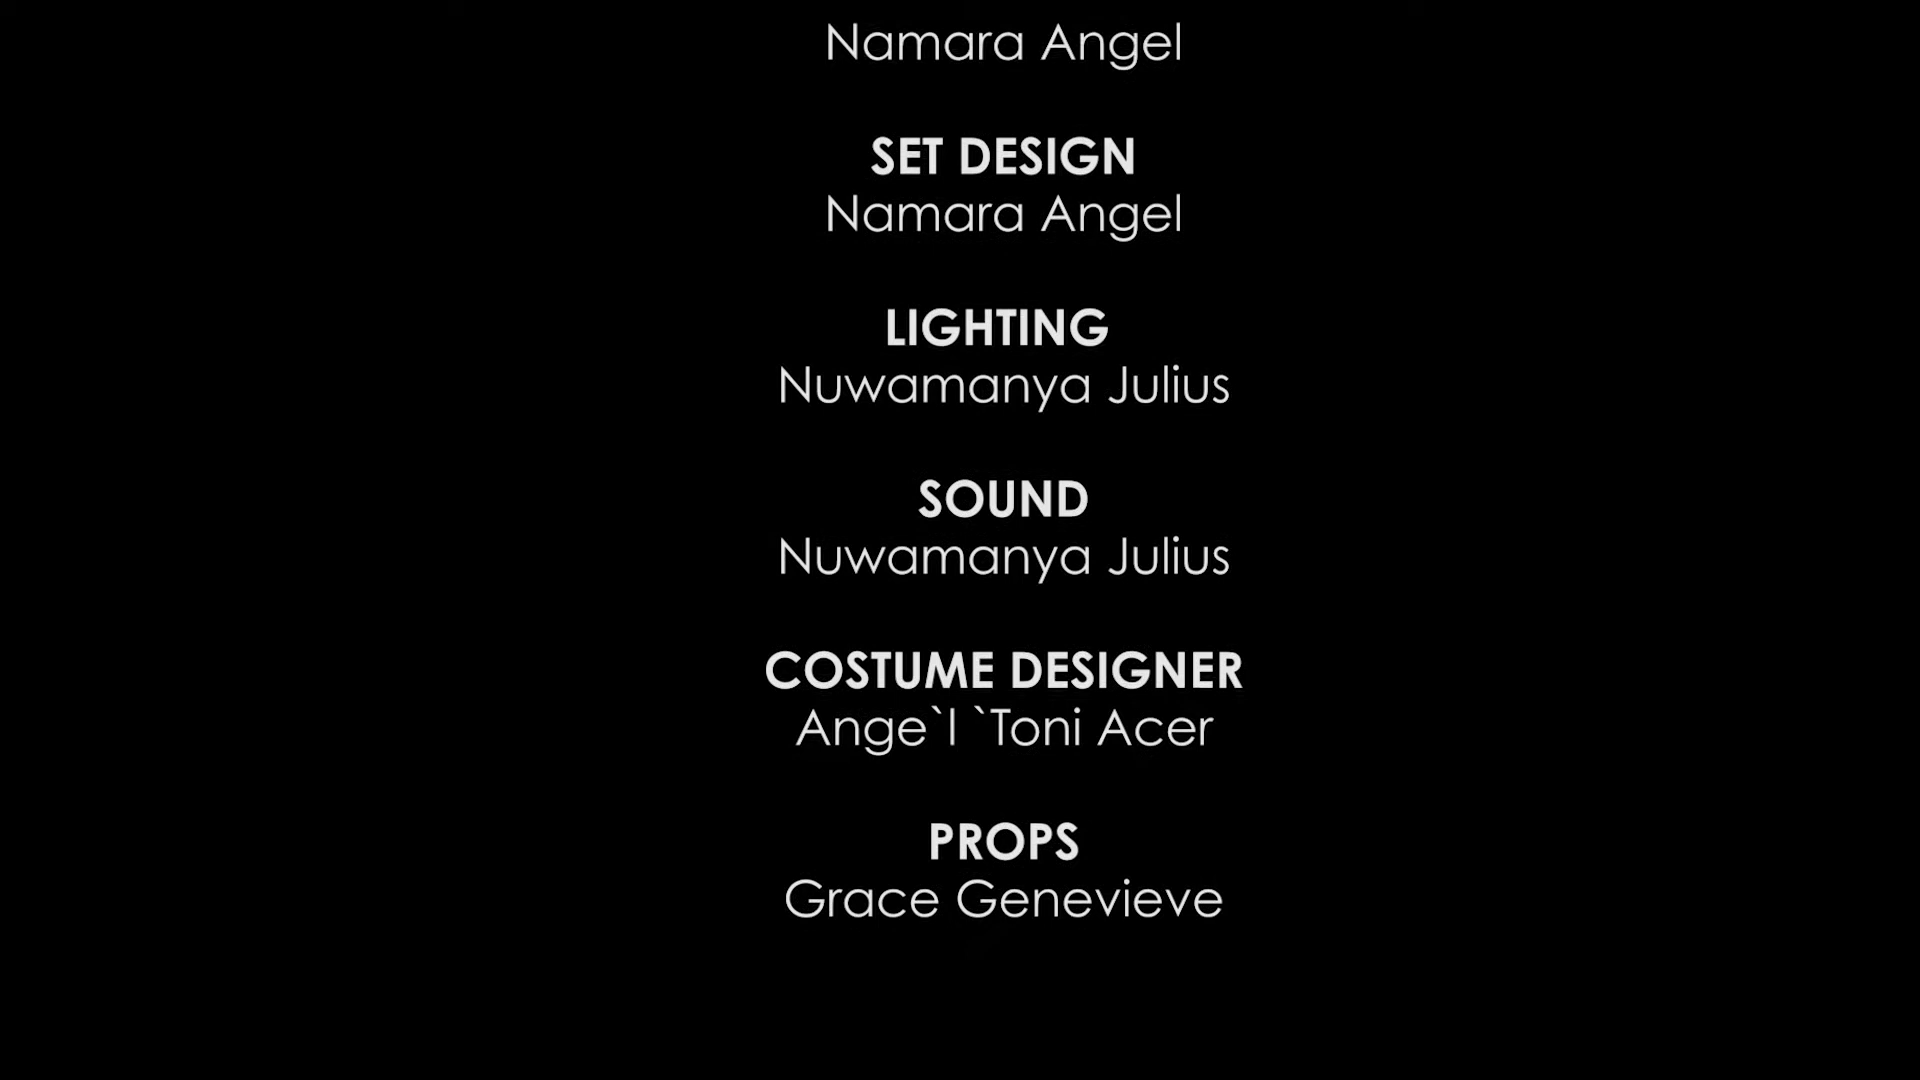 Namara Angel
SET DESIGN
Namara Angel
LIGHTING
Nuwamanya Julius
SOUND
Nuwamanya Julius
COSTUME DESIGNER
Ange`l `Toni Acer
PROPS
Grace Genevieve